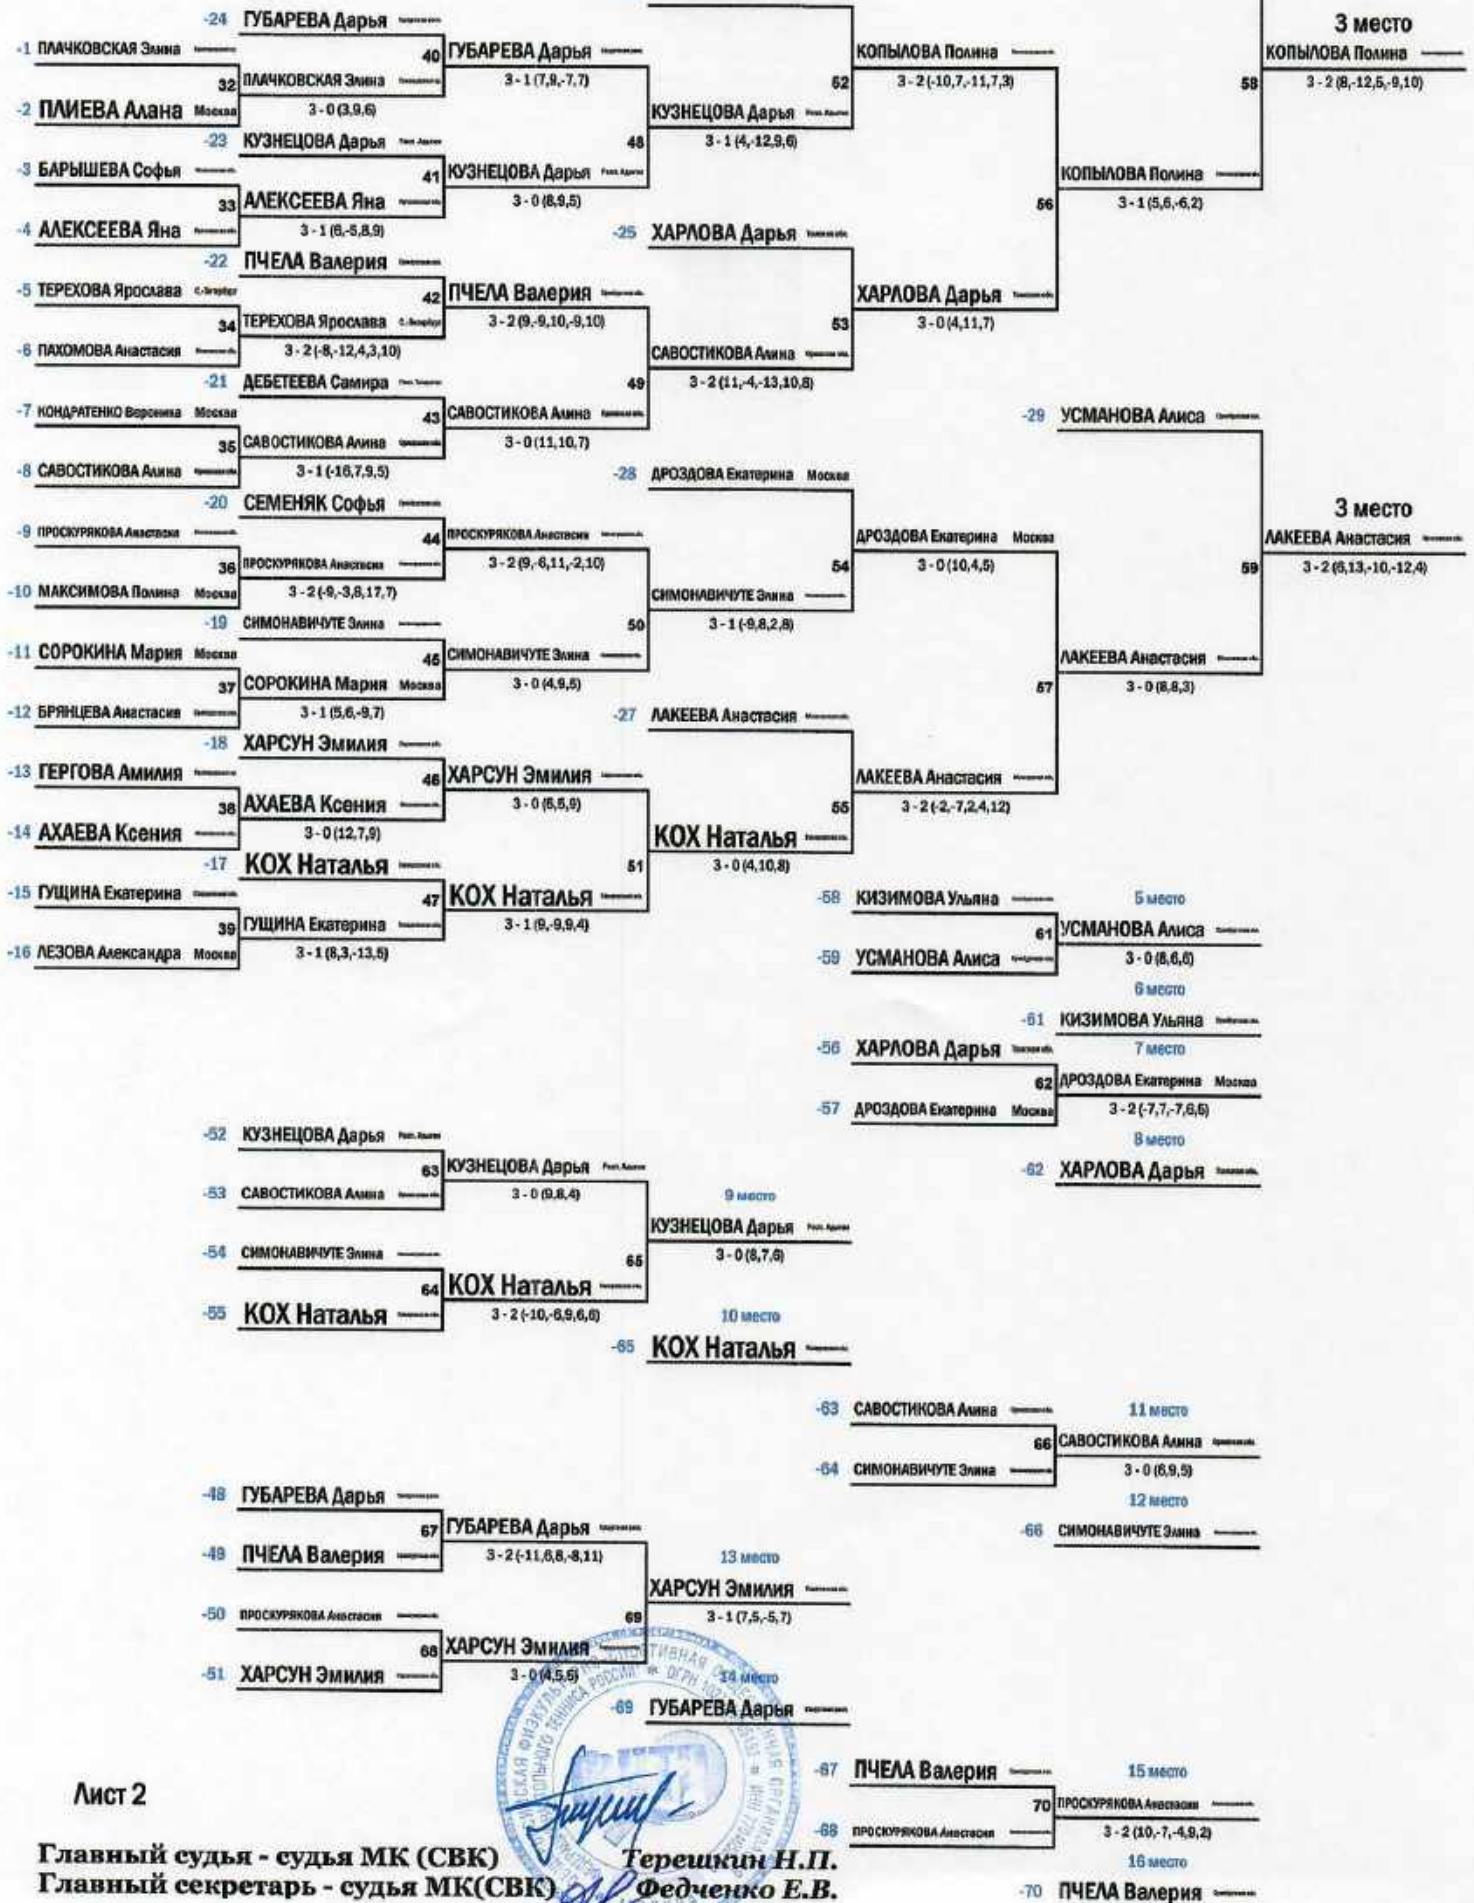 -24 ГУБАРЕВА Дарья
3 место
-1 ПЛАЧКОВСКАЯ Элина
40 ГУБАРЕВА Дарья
КОПЫЛОВА Полина
КОПЫЛОВА Полина
32 ПЛАЧКОВСКАЯ Элина
3 - 1 (7,8,-7,7)
52
3 - 2 (-10,7,-11,7,3)
58
3 - 2 (8,-12,5,-9,10)
-2 ПЛИЕВА Алана Москва
3 - 0 (3,9,6)
КУЗНЕЦОВА Дарья
-23 КУЗНЕЦОВА Дарья
48
3 - 1 (4,-12,9,6)
-3 БАРЫШЕВА Софья
41 КУЗНЕЦОВА Дарья
КОПЫЛОВА Полина
33 АЛЕКСЕЕВА Яна
3 - 0 (8,9,5)
56
3 - 1 (5,6,-6,2)
-4 АЛЕКСЕЕВА Яна
3 - 1 (6,-5,8,9)
-25 ХАРЛОВА Дарья
-22 ПЧЕЛА Валерия
-5 ТЕРЕХОВА Ярослава С.-Петербург
42 ПЧЕЛА Валерия
ХАРЛОВА Дарья
34 ТЕРЕХОВА Ярослава С.-Петербург
3 - 2 (9,-9,10,-9,10)
53
3 - 0 (4,11,7)
-6 ПАХОМОВА Анастасия
3 - 2 (-8,-12,4,3,10)
САВОСТИКОВА Алина
-21 ДЕБЕТЕЕВА Самира
49
3 - 2 (11,-4,-13,10,8)
-7 КОНДРАТЕНКО Вероника Москва
43 САВОСТИКОВА Алина
-29 УСМАНОВА Алиса
35 САВОСТИКОВА Алина
3 - 0 (11,10,7)
-8 САВОСТИКОВА Алина
3 - 1 (-16,7,9,5)
-28 ДРОЗДОВА Екатерина Москва
-20 СЕМЕНЯК Софья
3 место
-9 ПРОСКУРЯКОВА Анастасия
44 ПРОСКУРЯКОВА Анастасия
ДРОЗДОВА Екатерина Москва
ЛАКЕЕВА Анастасия
36 ПРОСКУРЯКОВА Анастасия
3 - 2 (9,-6,11,-2,10)
54
3 - 0 (10,4,5)
59
3 - 2 (6,13,-10,-12,4)
-10 МАКСИМОВА Полина Москва
3 - 2 (-9,-3,8,17,7)
СИМОНАВИЧУТЕ Элина
-19 СИМОНАВИЧУТЕ Элина
50
3 - 1 (-9,8,2,8)
-11 СОРОКИНА Мария Москва
45 СИМОНАВИЧУТЕ Элина
ЛАКЕЕВА Анастасия
37 СОРОКИНА Мария Москва
3 - 0 (4,9,5)
57
3 - 0 (8,8,3)
-12 БРЯНЦЕВА Анастасия
3 - 1 (5,6,-9,7)
-27 ЛАКЕЕВА Анастасия
-18 ХАРСУН Эмилия
-13 ГЕРГОВА Амилия
46 ХАРСУН Эмилия
ЛАКЕЕВА Анастасия
38 АХАЕВА Ксения
3 - 0 (6,5,9)
55
3 - 2 (-2,-7,2,4,12)
-14 АХАЕВА Ксения
3 - 0 (12,7,9)
КОХ Наталья
-17 КОХ Наталья
51
3 - 0 (4,10,8)
-15 ГУЩИНА Екатерина
47 КОХ Наталья
-58 КИЗИМОВА Ульяна
5 место
39 ГУЩИНА Екатерина
3 - 1 (9,-9,9,4)
61 УСМАНОВА Алиса
-16 ЛЕЗОВА Александра Москва
3 - 1 (8,3,-13,5)
-59 УСМАНОВА Алиса
3 - 0 (8,6,6)
6 место
-61 КИЗИМОВА Ульяна
-56 ХАРЛОВА Дарья
7 место
62 ДРОЗДОВА Екатерина Москва
-57 ДРОЗДОВА Екатерина Москва
3 - 2 (-7,7,-7,6,5)
-52 КУЗНЕЦОВА Дарья
8 место
63 КУЗНЕЦОВА Дарья
-62 ХАРЛОВА Дарья
-53 САВОСТИКОВА Алина
3 - 0 (9,8,4)
9 место
КУЗНЕЦОВА Дарья
-54 СИМОНАВИЧУТЕ Элина
65
3 - 0 (8,7,6)
64 КОХ Наталья
-55 КОХ Наталья
3 - 2 (-10,-6,9,6,6)
10 место
-65 КОХ Наталья
-63 САВОСТИКОВА Алина
11 место
66 САВОСТИКОВА Алина
-64 СИМОНАВИЧУТЕ Элина
3 - 0 (6,9,5)
-48 ГУБАРЕВА Дарья
12 место
67 ГУБАРЕВА Дарья
-66 СИМОНАВИЧУТЕ Элина
-49 ПЧЕЛА Валерия
3 - 2 (-11,6,8,-8,11)
13 место
ХАРСУН Эмилия
-50 ПРОСКУРЯКОВА Анастасия
69
3 - 1 (7,5,-5,7)
68 ХАРСУН Эмилия
-51 ХАРСУН Эмилия
3 - 0 (4,5,5)
14 место
-69 ГУБАРЕВА Дарья
-67 ПЧЕЛА Валерия
15 место
Лист 2
70 ПРОСКУРЯКОВА Анастасия
-68 ПРОСКУРЯКОВА Анастасия
3 - 2 (10,-7,-4,9,2)
Главный судья - судья МК (СВК) Терешкин Н.П.
16 место
Главный секретарь - судья МК(СВК) Федченко Е.В.
-70 ПЧЕЛА Валерия